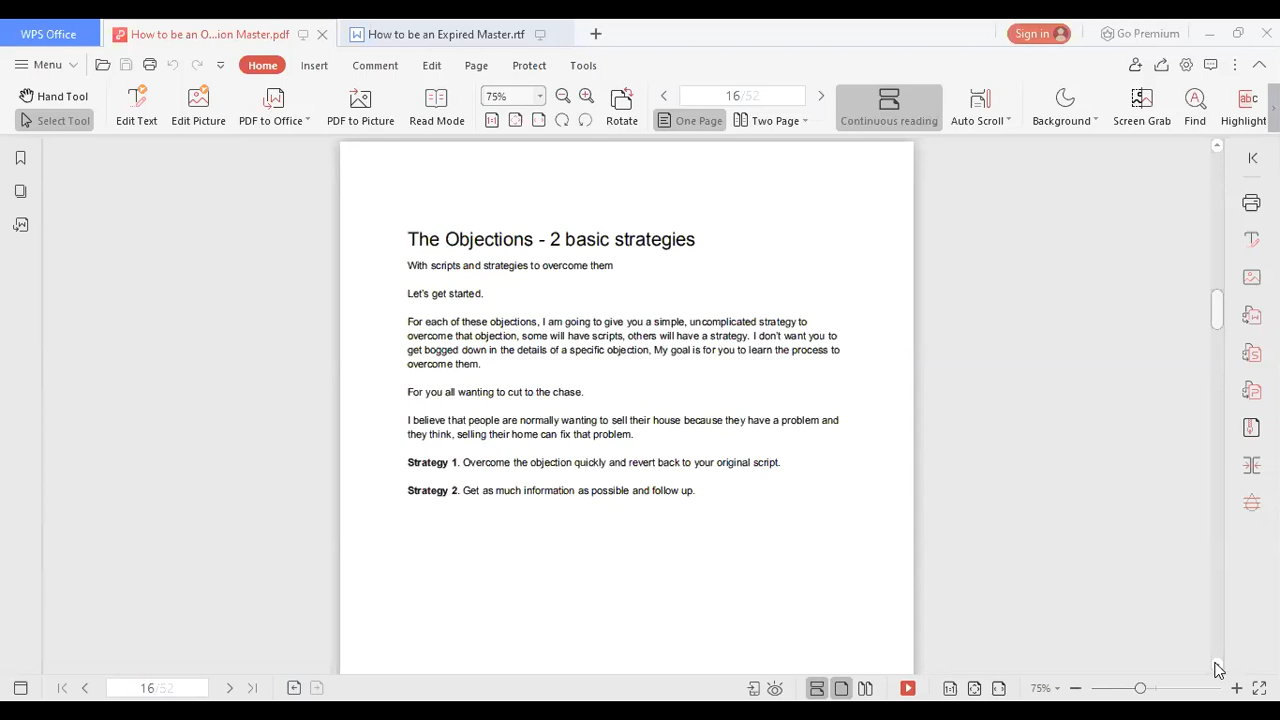 WPS Office
How to be an O...ion Master.pdf
How to be an Expired Master.rtf
Sign in
Go Premium
Menu
Home
Insert
Comment
Edit
Page
Protect
Tools
Hand Tool
Select Tool
Edit Text
Edit Picture
PDF to Office
PDF to Picture
Read Mode
75%
Rotate
16/52
One Page
Two Page
Continuous reading
Auto Scroll
Background
Screen Grab
Find
Highlight
The Objections - 2 basic strategies
With scripts and strategies to overcome them
Let's get started.
For each of these objections, I am going to give you a simple, uncomplicated strategy to
overcome that objection, some will have scripts, others will have a strategy. I don't want you to
get bogged down in the details of a specific objection, My goal is for you to learn the process to
overcome them.
For you all wanting to cut to the chase.
I believe that people are normally wanting to sell their house because they have a problem and
they think, selling their home can fix that problem.
Strategy 1. Overcome the objection quickly and revert back to your original script.
Strategy 2. Get as much information as possible and follow up.
16/52
75%